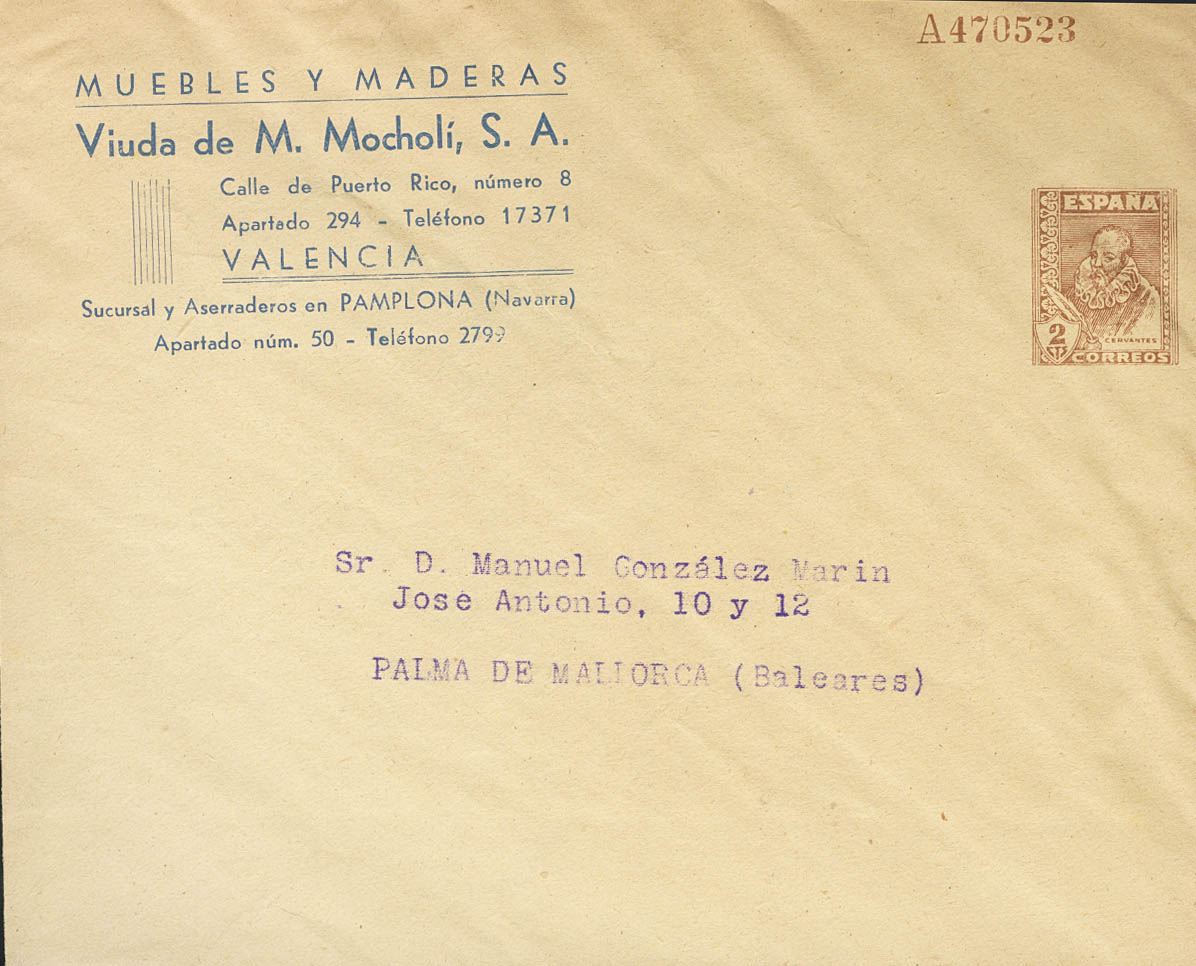 A470523
MUEBLES Y MADERAS
Viuda de M. Mocholí, S. A.
Calle de Puerto Rico, número 8
Apartado 294 - Teléfono 17371
VALENCIA
Sucursal y Aserraderos en PAMPLONA (Navarra)
Apartado núm. 50 - Teléfono 2799
ESPAÑA
2
CERVANTES
CORREOS
Sr. D. Manuel González Marin
José Antonio, 10 y 12
PALMA DE MALLORCA (Baleares)